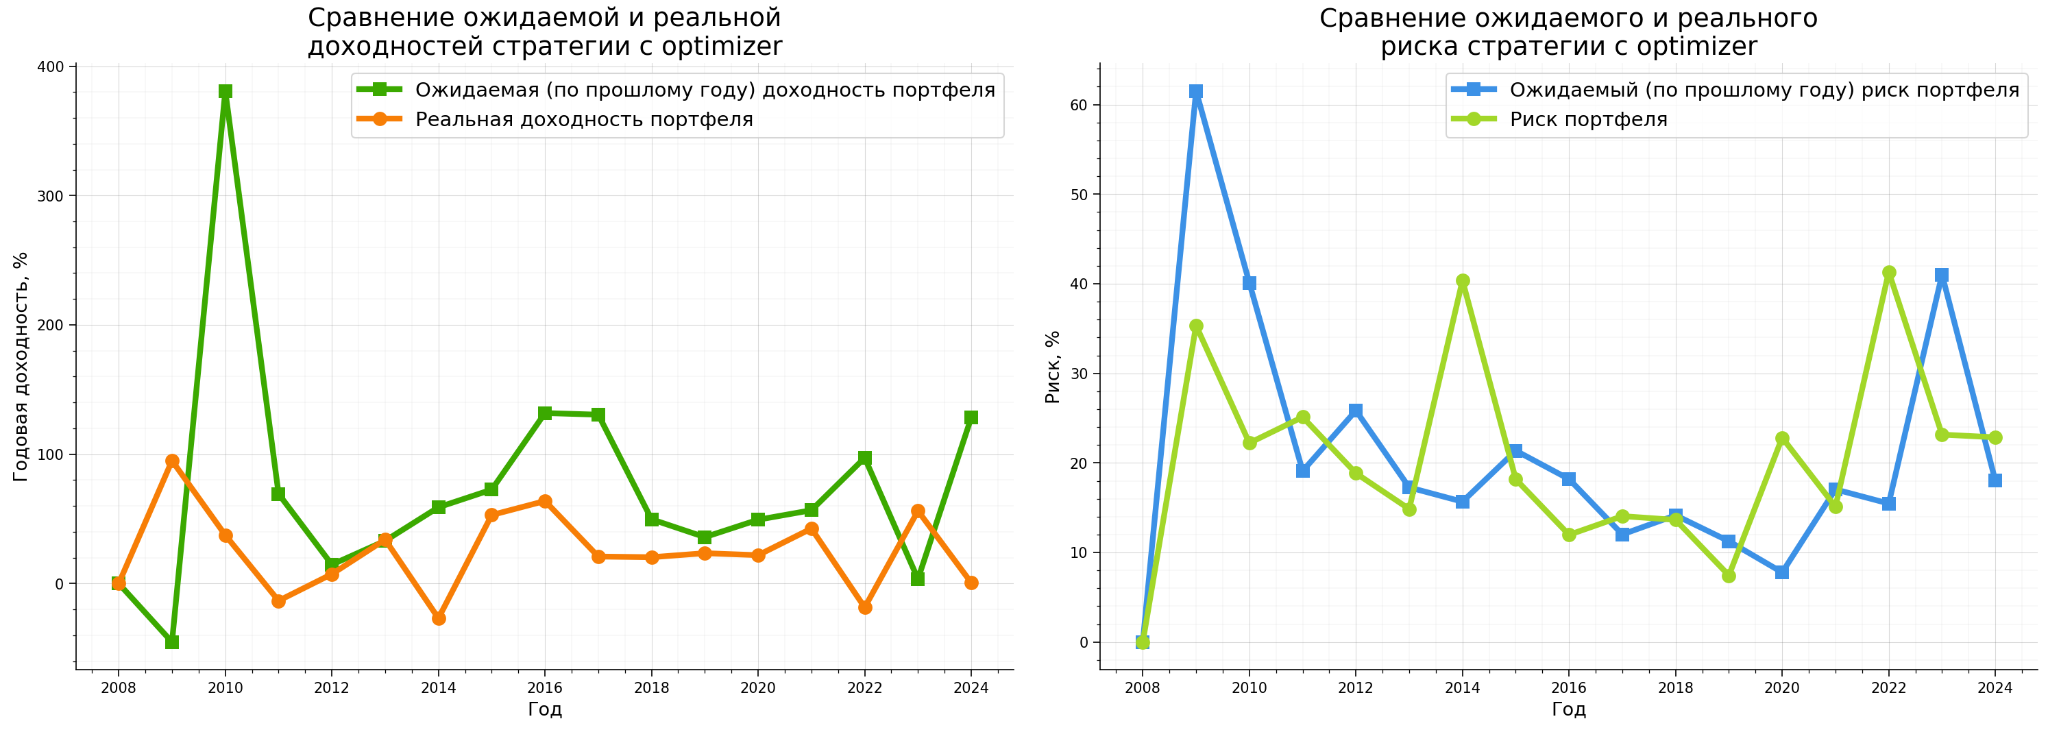 Сравнение ожидаемой и реальной
доходностей стратегии с optimizer
Ожидаемая (по прошлому году) доходность портфеля
Реальная доходность портфеля
Годовая доходность, %
400
300
200
100
0
2008 2010 2012 2014 2016 2018 2020 2022 2024
Год
Сравнение ожидаемого и реального
риска стратегии с optimizer
Ожидаемый (по прошлому году) риск портфеля
Риск портфеля
Риск, %
60
50
40
30
20
10
0
2008 2010 2012 2014 2016 2018 2020 2022 2024
Год